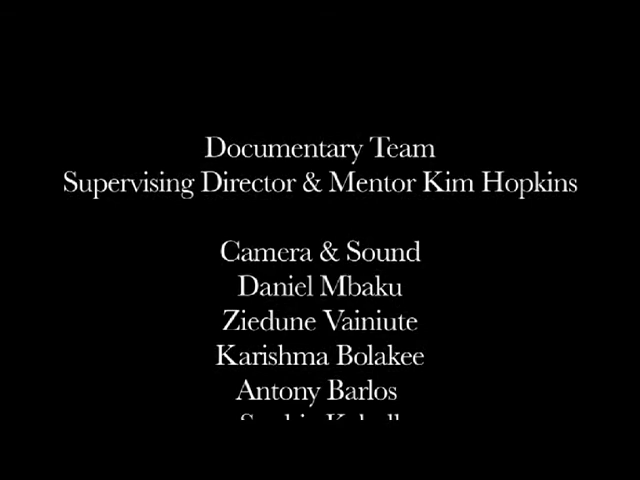 Documentary Team
Supervising Director & Mentor Kim Hopkins
Camera & Sound
Daniel Mbaku
Ziedune Vainiute
Karishma Bolakee
Antony Barlos